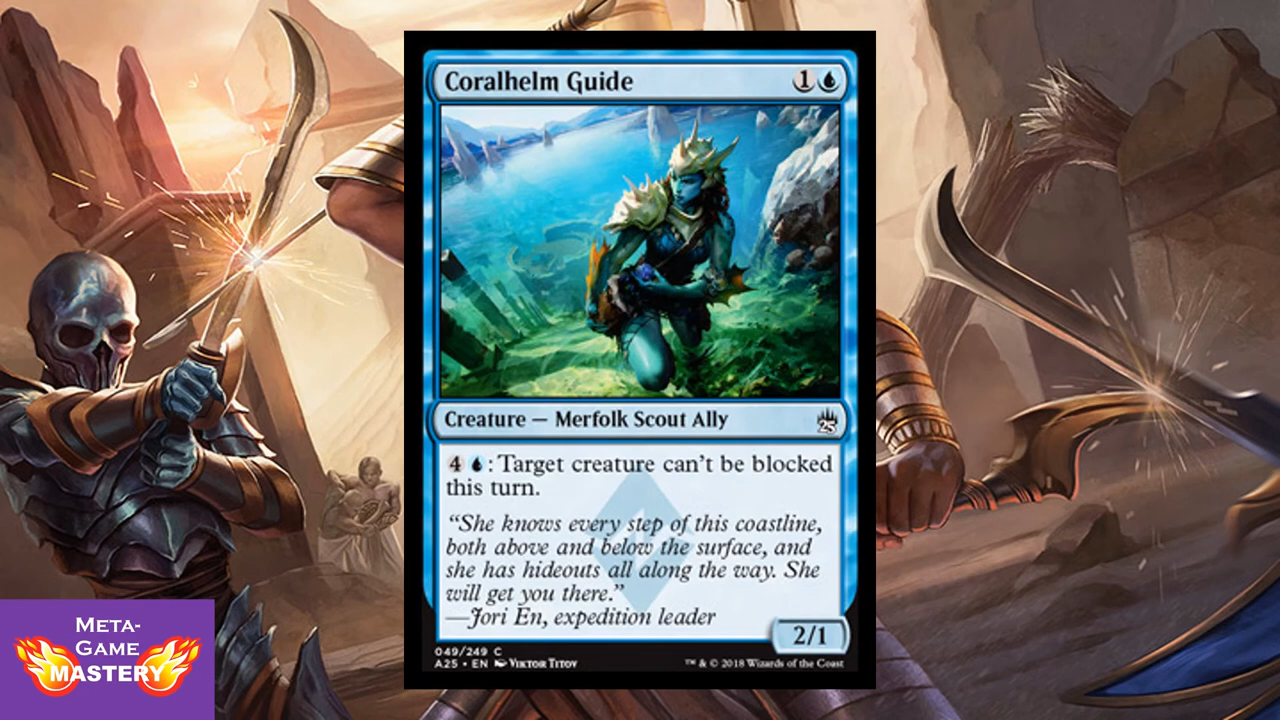 Coralhelm Guide 1
Creature — Merfolk Scout Ally
25
4 : Target creature can't be blocked
this turn.
“She knows every step of this coastline,
both above and below the surface, and
she has hideouts all along the way. She
will get you there.”
—Jori En, expedition leader
2/1
049/249 C
A25 • EN Viktor Titov
™ & © 2018 Wizards of the Coast
META-
GAME
MASTERY